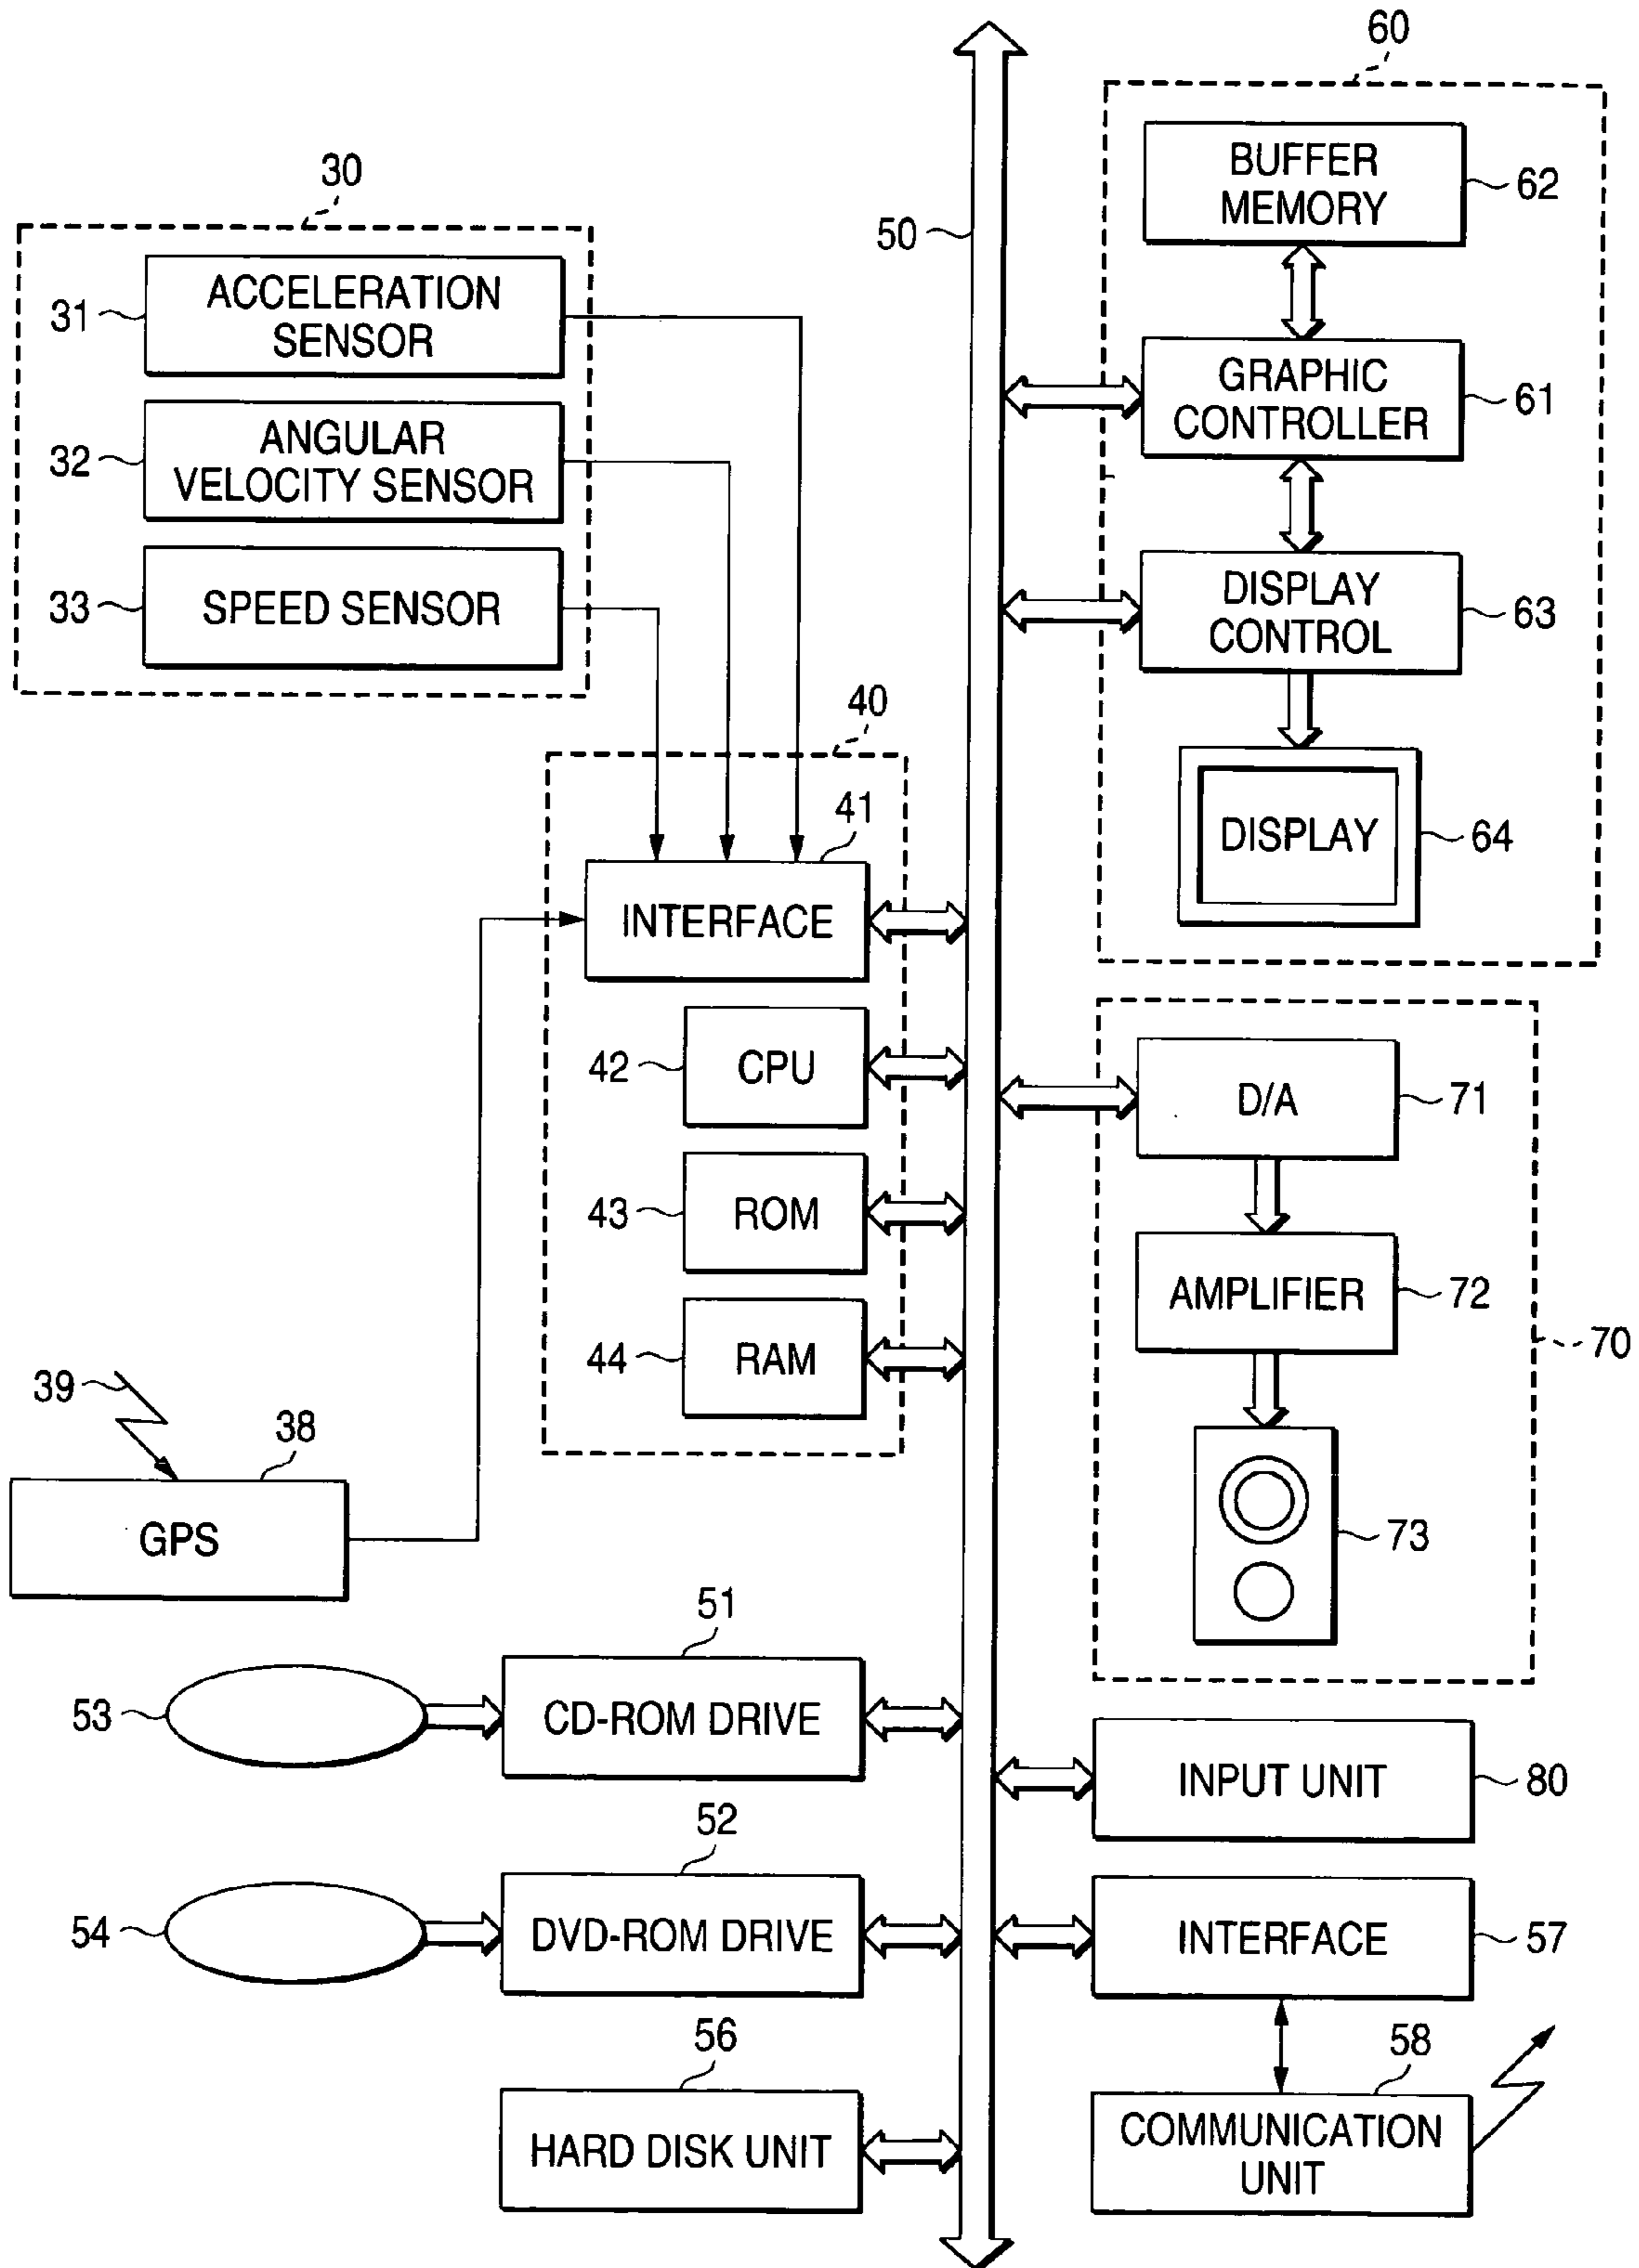 60
BUFFER
MEMORY
62
30
50
31
ACCELERATION
SENSOR
GRAPHIC
CONTROLLER
61
32
ANGULAR
VELOCITY SENSOR
33
SPEED SENSOR
DISPLAY
CONTROL
63
40
41
DISPLAY
64
INTERFACE
42
CPU
D/A
71
43
ROM
AMPLIFIER
72
70
44
RAM
39
38
GPS
73
51
53
CD-ROM DRIVE
INPUT UNIT
80
52
54
DVD-ROM DRIVE
INTERFACE
57
56
58
HARD DISK UNIT
COMMUNICATION
UNIT